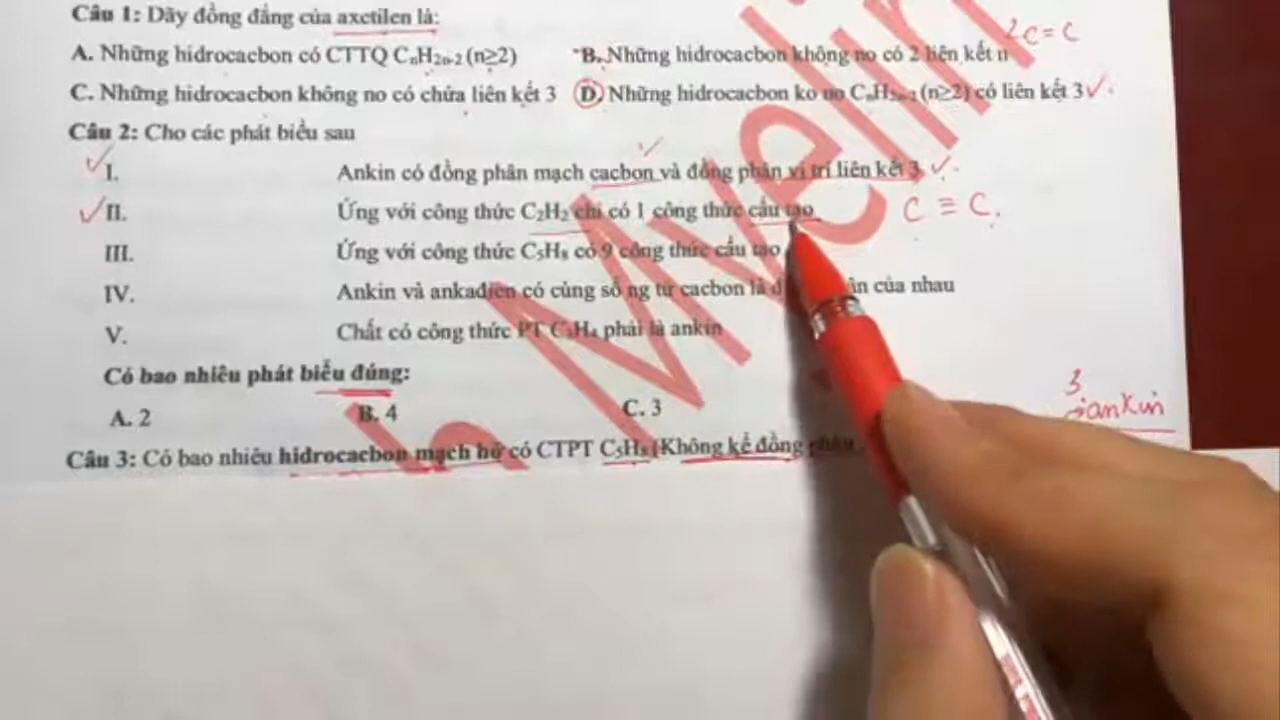 Câu 1: Dãy đồng đẳng của axetilen là:
2 C = C
A. Những hidrocacbon có CTTQ CₙH₂ₙ₋₂ (n≥2) B. Những hidrocacbon không no có 2 liên kết π
C. Những hidrocacbon không no có chứa liên kết 3 D. Những hidrocacbon ko no CₙH₂ₙ₋₂ (n≥2) có liên kết 3
Câu 2: Cho các phát biểu sau
I. Ankin có đồng phân mạch cacbon và đồng phân vị trí liên kết 3
II. Ứng với công thức C₂H₂ chỉ có 1 công thức cấu tạo C ≡ C
III. Ứng với công thức C₅H₈ có 9 công thức cấu tạo
IV. Ankin và ankadien có cùng số ng tử cacbon là của nhau
V. Chất có công thức PT C₃H₄ phải là ankin
Có bao nhiêu phát biểu đúng:
3
ankin
A. 2 B. 4 C. 3
Câu 3: Có bao nhiêu hidrocacbon mạch hở có CTPT C₅H₈ (Không kể đồng phân
Mvelin